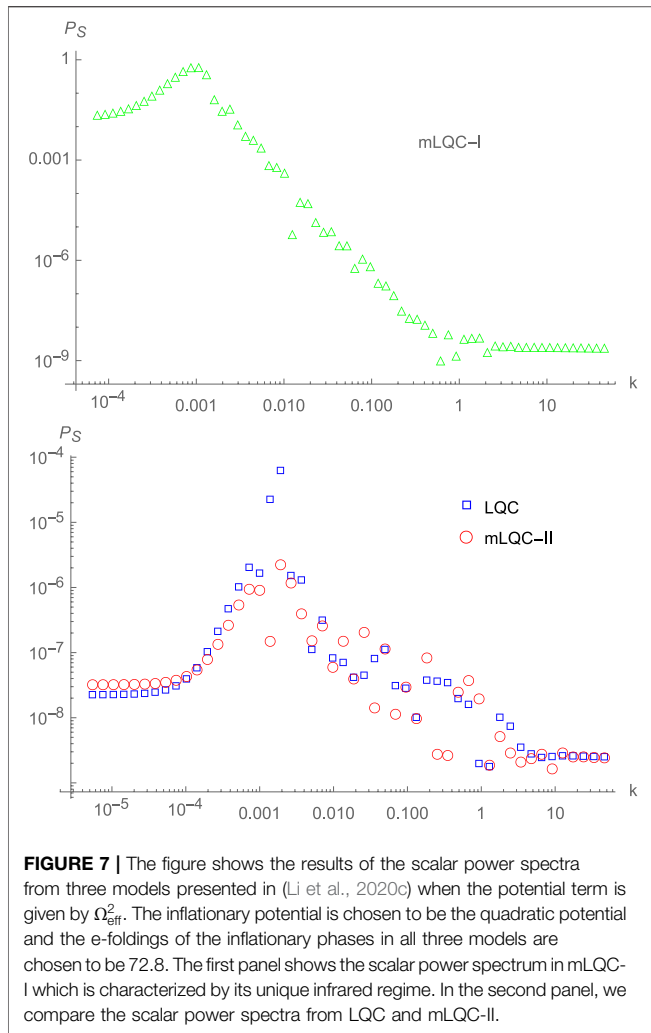 P_S
1
0.001
10^-6
10^-9
mLQC-I
10^-4 0.001 0.010 0.100 1 10 k
P_S
10^-4
10^-5
10^-6
10^-7
10^-8
LQC
mLQC-II
10^-5 10^-4 0.001 0.010 0.100 1 10 k
FIGURE 7 | The figure shows the results of the scalar power spectra
from three models presented in (Li et al., 2020c) when the potential term is
given by Ω²_eff. The inflationary potential is chosen to be the quadratic potential
and the e-foldings of the inflationary phases in all three models are
chosen to be 72.8. The first panel shows the scalar power spectrum in mLQC-
I which is characterized by its unique infrared regime. In the second panel, we
compare the scalar power spectra from LQC and mLQC-II.